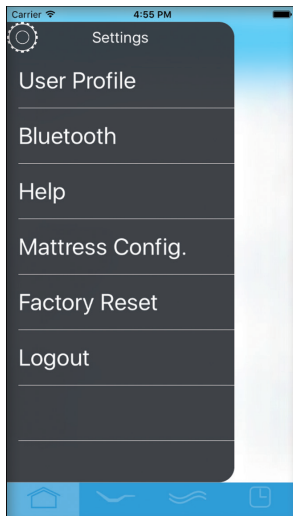 Carrier 4:55 PM
Settings
User Profile
Bluetooth
Help
Mattress Config.
Factory Reset
Logout